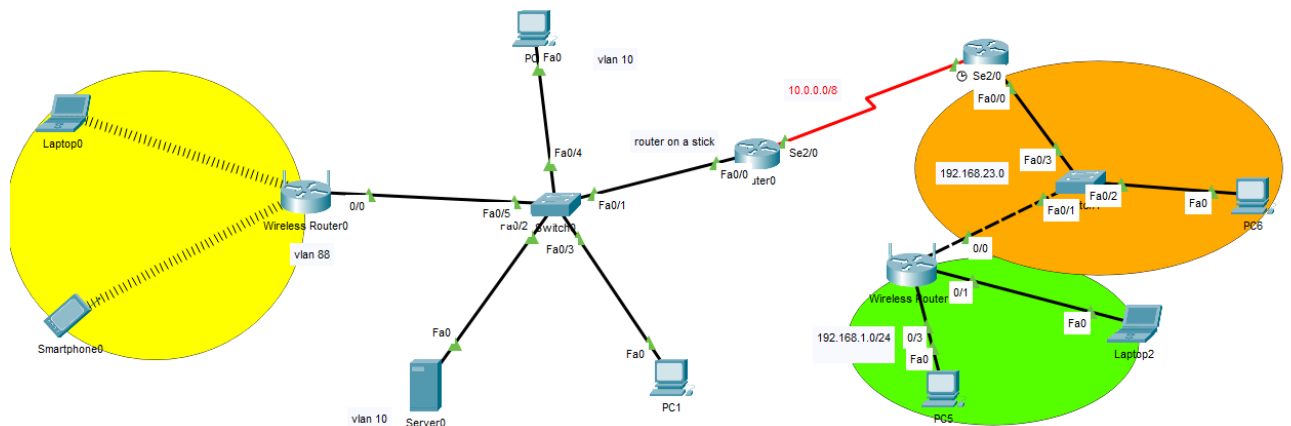 PC
Fa0
vlan 10
Laptop0
Fa0/4
router on a stick
10.0.0.0/8
Se2/0
Fa0/0
Fa0/3
192.168.23.0
Se2/0
Fa0/0
Fa0/1
Fa0/2
Fa0
PC6
0/0
Wireless Router0
Fa0/5
Fa0/1
Switch0
Fa0/3
vlan 88
0/0
Wireless Router
0/1
Fa0
Laptop2
Smartphone0
Fa0
Fa0
192.168.1.0/24
0/3
Fa0
PC1
PC5
vlan 10
Server0